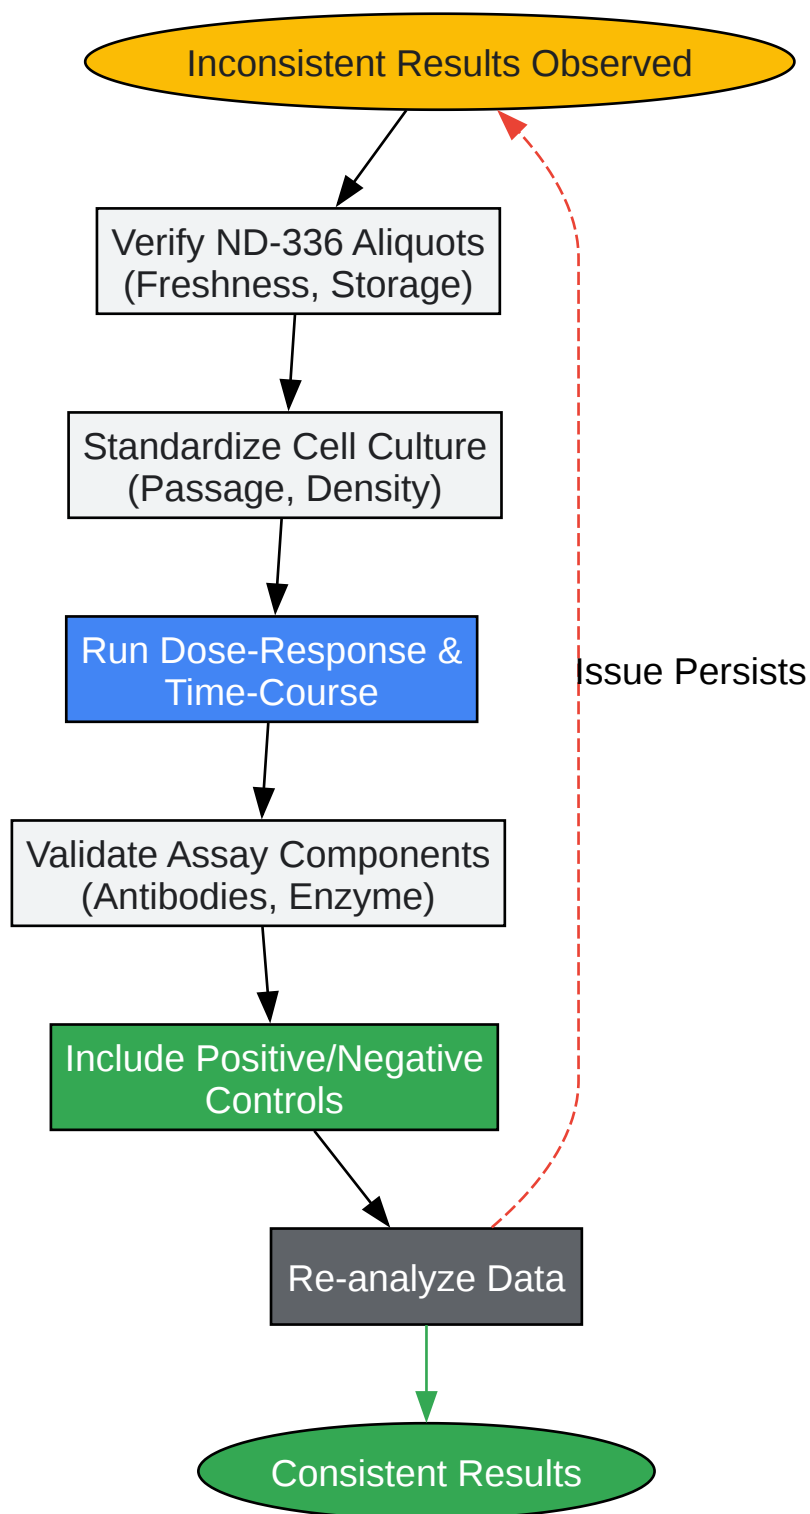 Inconsistent Results Observed
Verify ND-336 Aliquots
(Freshness, Storage)
Standardize Cell Culture
(Passage, Density)
Run Dose-Response &
Time-Course
Issue Persists
Validate Assay Components
(Antibodies, Enzyme)
Include Positive/Negative
Controls
Re-analyze Data
Consistent Results